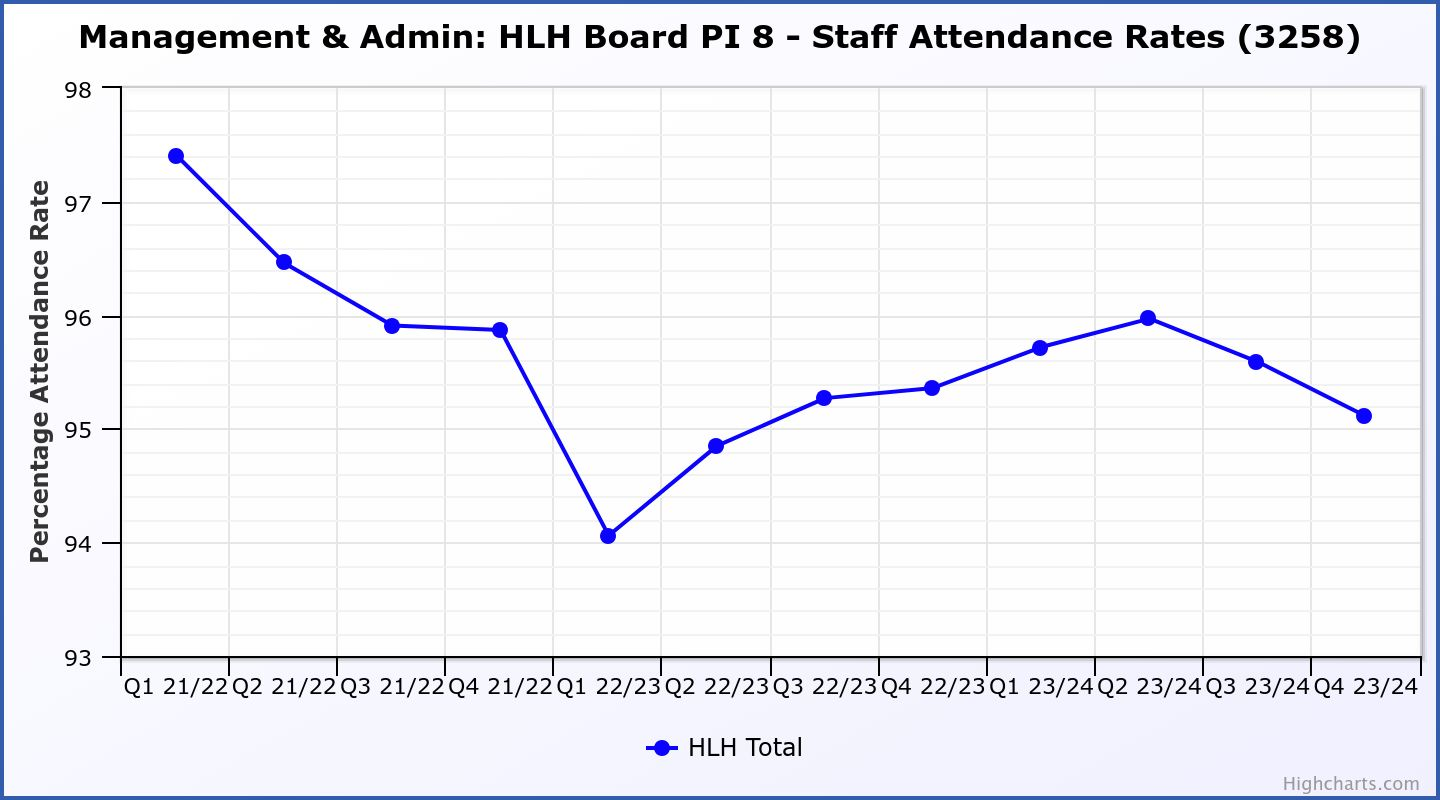 Management & Admin: HLH Board PI 8 - Staff Attendance Rates (3258)
Percentage Attendance Rate
98
97
96
95
94
93
Q1 21/22 Q2 21/22 Q3 21/22 Q4 21/22 Q1 22/23 Q2 22/23 Q3 22/23 Q4 22/23 Q1 23/24 Q2 23/24 Q3 23/24 Q4 23/24
HLH Total
Highcharts.com